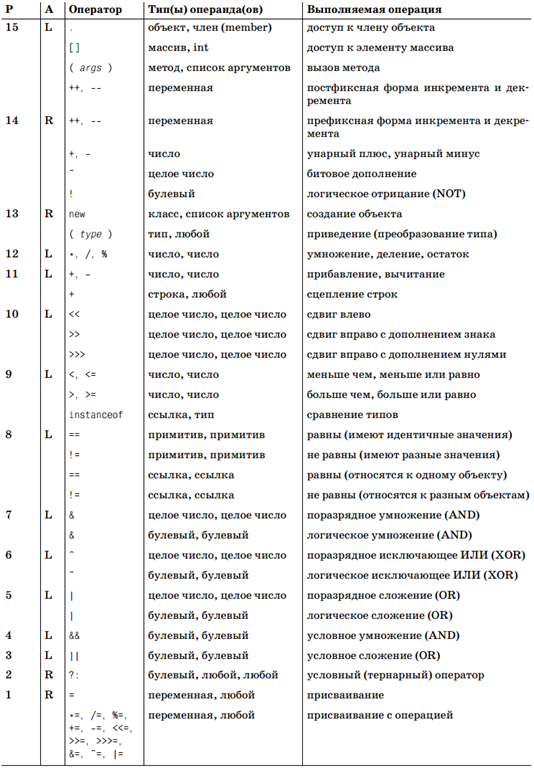 P A Оператор Тип(ы) операнда(ов) Выполняемая операция
15 L . объект, член (member) доступ к члену объекта
[] массив, int доступ к элементу массива
( args ) метод, список аргументов вызов метода
++, -- переменная постфиксная форма инкремента и дек-
ремента
14 R ++, -- переменная префиксная форма инкремента и декре-
мента
+, - число унарный плюс, унарный минус
~ целое число битовое дополнение
! булевый логическое отрицание (NOT)
13 R new класс, список аргументов создание объекта
( type ) тип, любой приведение (преобразование типа)
12 L *, /, % число, число умножение, деление, остаток
11 L +, - число, число прибавление, вычитание
+ строка, любой сцепление строк
10 L << целое число, целое число сдвиг влево
>> целое число, целое число сдвиг вправо с дополнением знака
>>> целое число, целое число сдвиг вправо с дополнением нулями
9 L <, <= число, число меньше чем, меньше или равно
>, >= число, число больше чем, больше или равно
instanceof ссылка, тип сравнение типов
8 L == примитив, примитив равны (имеют идентичные значения)
!= примитив, примитив не равны (имеют разные значения)
== ссылка, ссылка равны (относятся к одному объекту)
!= ссылка, ссылка не равны (относятся к разным объектам)
7 L & целое число, целое число поразрядное умножение (AND)
& булевый, булевый логическое умножение (AND)
6 L ^ целое число, целое число поразрядное исключающее ИЛИ (XOR)
^ булевый, булевый логическое исключающее ИЛИ (XOR)
5 L | целое число, целое число поразрядное сложение (OR)
| булевый, булевый логическое сложение (OR)
4 L && булевый, булевый условное умножение (AND)
3 L || булевый, булевый условное сложение (OR)
2 R ?: булевый, любой, любой условный (тернарный) оператор
1 R = переменная, любой присваивание
*=, /=, %=, переменная, любой присваивание с операцией
+=, -=, <<=,
>>=, >>>=,
&=, ^=, |=